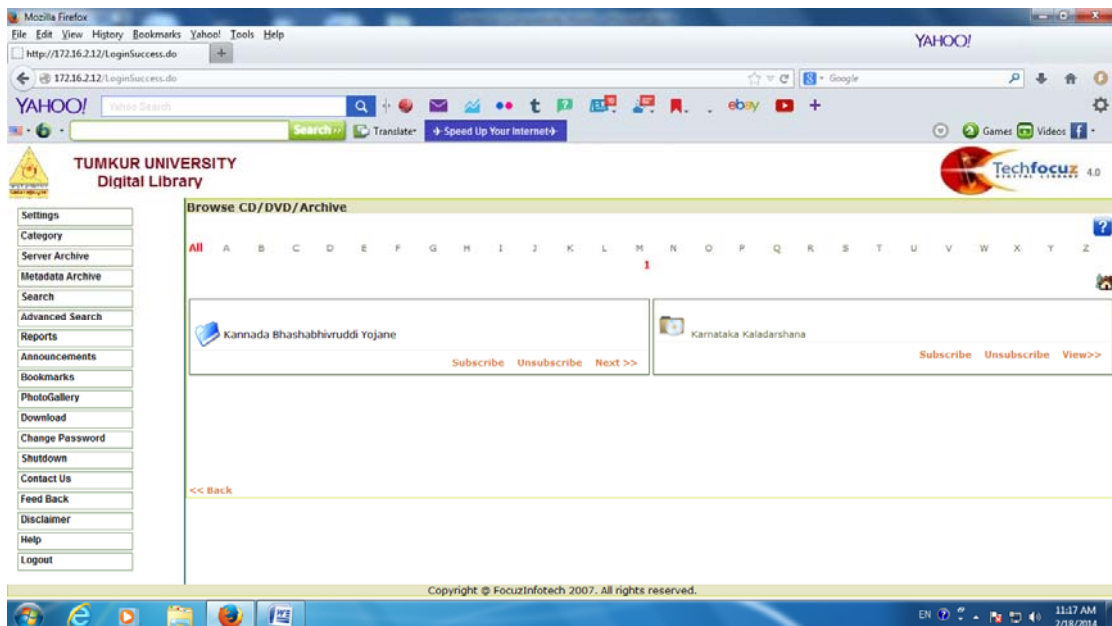 Mozilla Firefox
File Edit View History Bookmarks Yahoo! Tools Help
http://172.16.2.12/LoginSuccess.do +
YAHOO!
172.16.2.12/LoginSuccess.do
Google
YAHOO! Yahoo Search t ebay +
Search Translate Speed Up Your Internet Games Videos f
TUMKUR UNIVERSITY
Digital Library
Techfocuz 4.0
DIGITAL LIBRARY
Browse CD/DVD/Archive
All A B C D E F G H I J K L M N O P Q R S T U V W X Y Z
1
Settings
Category
Server Archive
Metadata Archive
Search
Advanced Search
Reports
Announcements
Bookmarks
PhotoGallery
Download
Change Password
Shutdown
Contact Us
Feed Back
Disclaimer
Help
Logout
Kannada Bhashabhivruddi Yojane
Subscribe Unsubscribe Next >>
Karnataka Kaladarshana
Subscribe Unsubscribe View>>
<< Back
Copyright @ FocuzInfotech 2007. All rights reserved.
EN 11:17 AM
2/18/2014